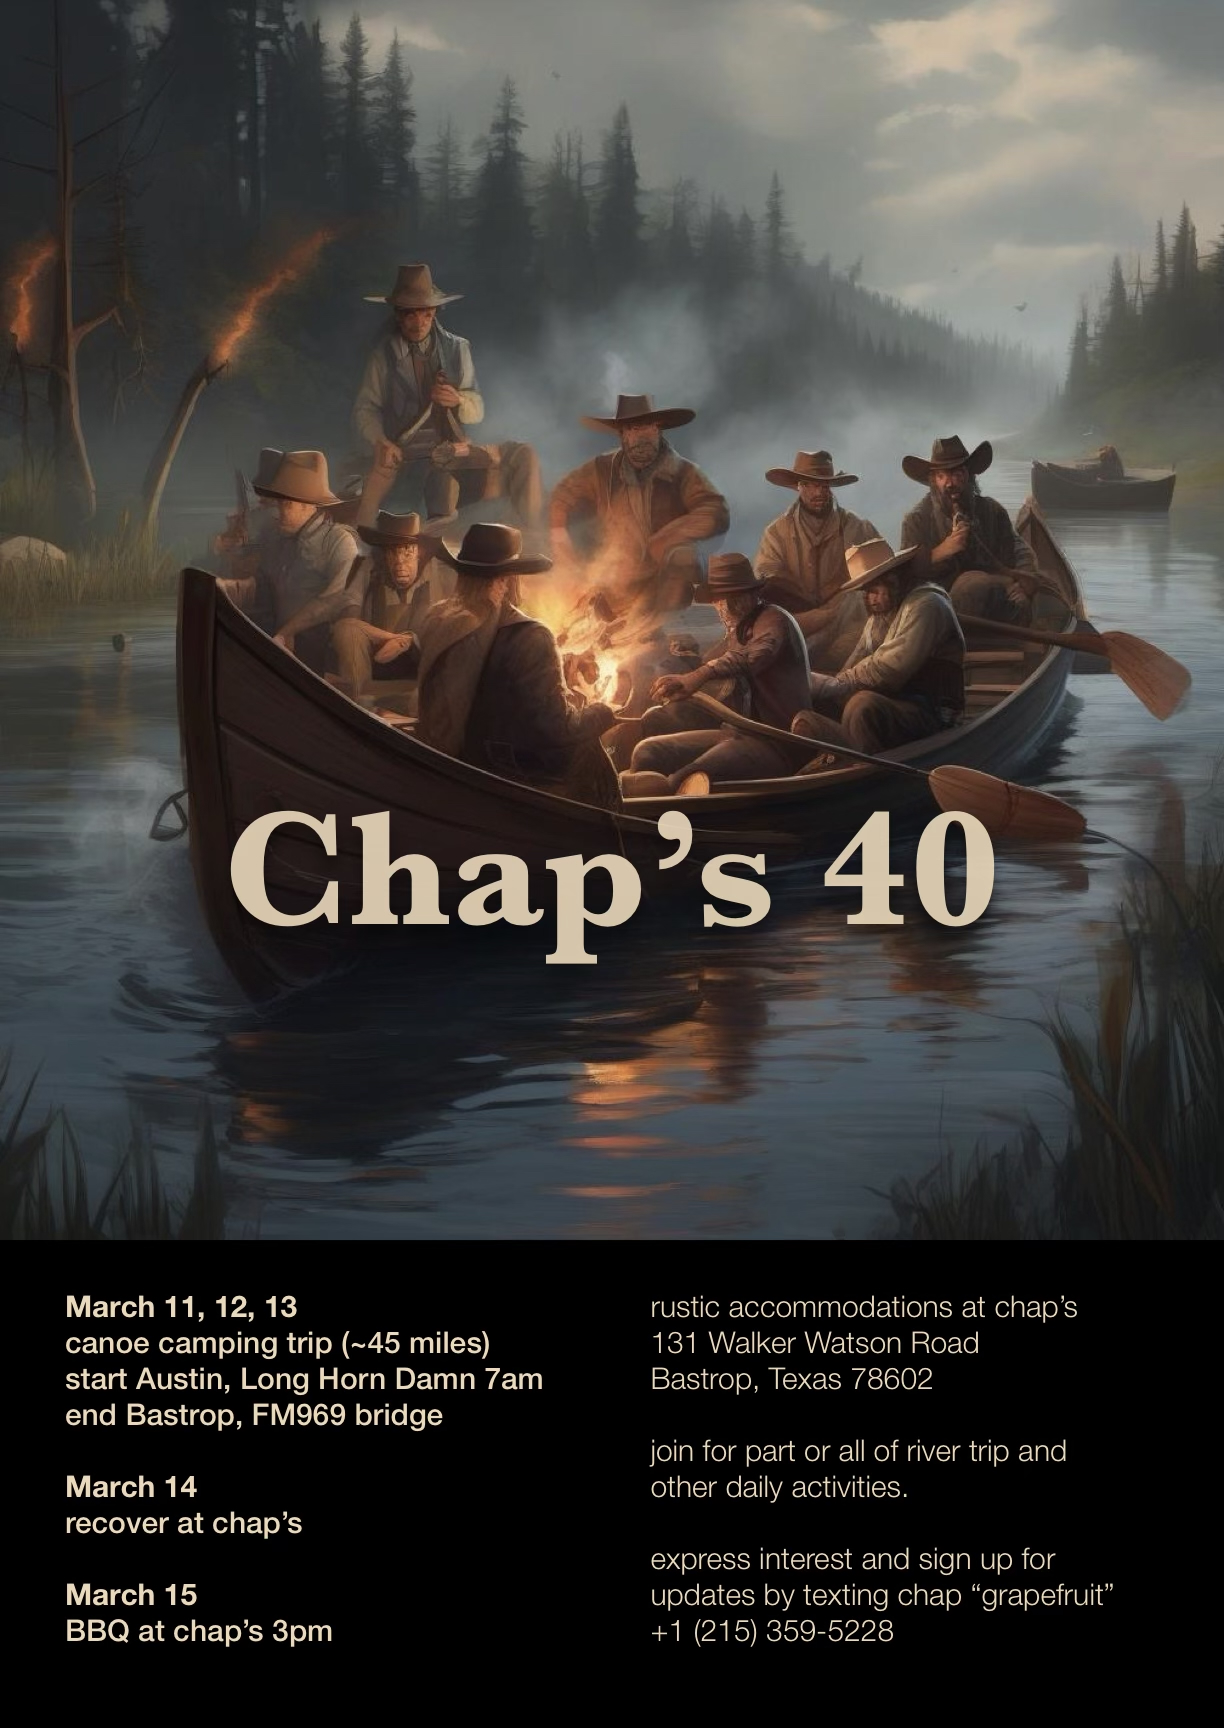 Chap’s 40
March 11, 12, 13
canoe camping trip (~45 miles)
start Austin, Long Horn Damn 7am
end Bastrop, FM969 bridge
March 14
recover at chap’s
March 15
BBQ at chap’s 3pm
rustic accommodations at chap’s
131 Walker Watson Road
Bastrop, Texas 78602
join for part or all of river trip and
other daily activities.
express interest and sign up for
updates by texting chap “grapefruit”
+1 (215) 359-5228